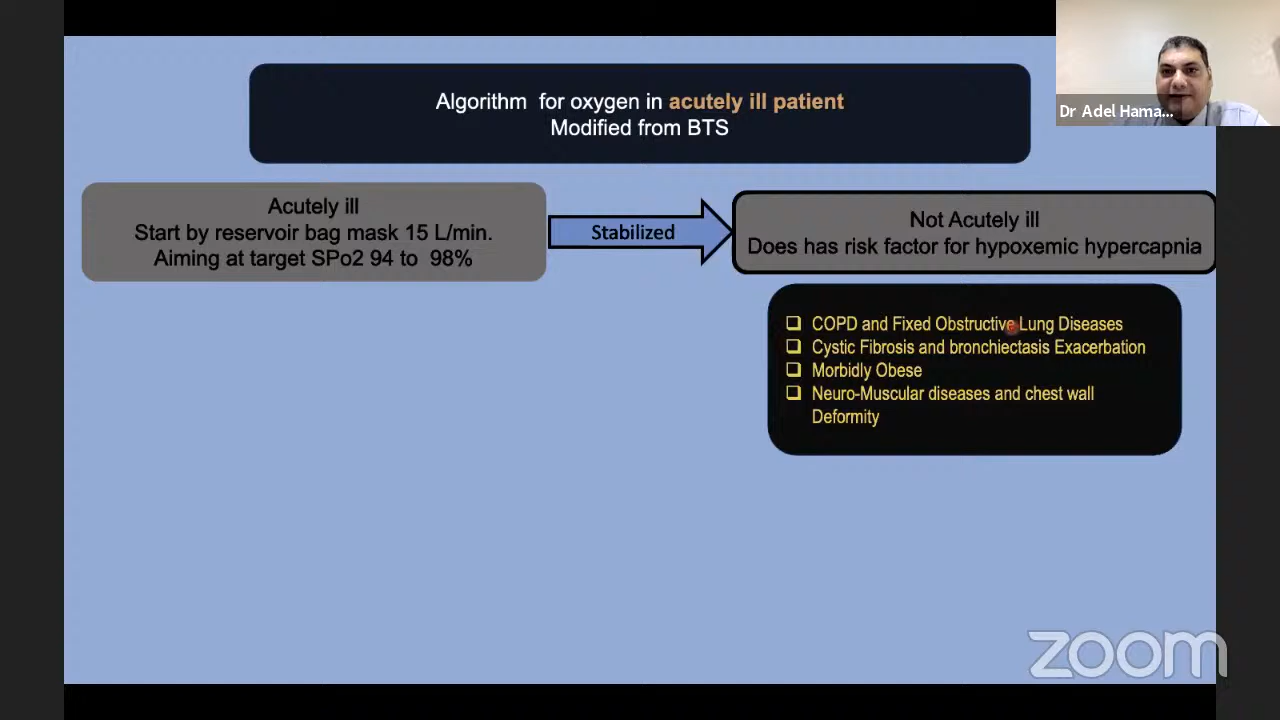 Algorithm for oxygen in acutely ill patient
Modified from BTS
Dr Adel Hama...
Acutely ill
Start by reservoir bag mask 15 L/min.
Aiming at target SPo2 94 to 98%
Stabilized
Not Acutely ill
Does has risk factor for hypoxemic hypercapnia
COPD and Fixed Obstructive Lung Diseases
Cystic Fibrosis and bronchiectasis Exacerbation
Morbidly Obese
Neuro-Muscular diseases and chest wall
Deformity
zoom